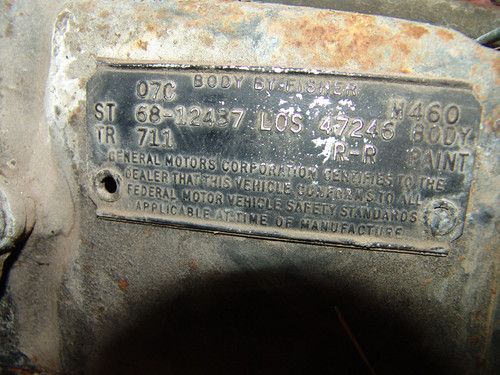 BODY BY FISHER
07C M460
ST 68-12487 LOS 47246 BODY
TR 711 R-R PAINT
GENERAL MOTORS CORPORATION CERTIFIES TO THE
DEALER THAT THIS VEHICLE CONFORMS TO ALL
FEDERAL MOTOR VEHICLE SAFETY STANDARDS
APPLICABLE AT TIME OF MANUFACTURE